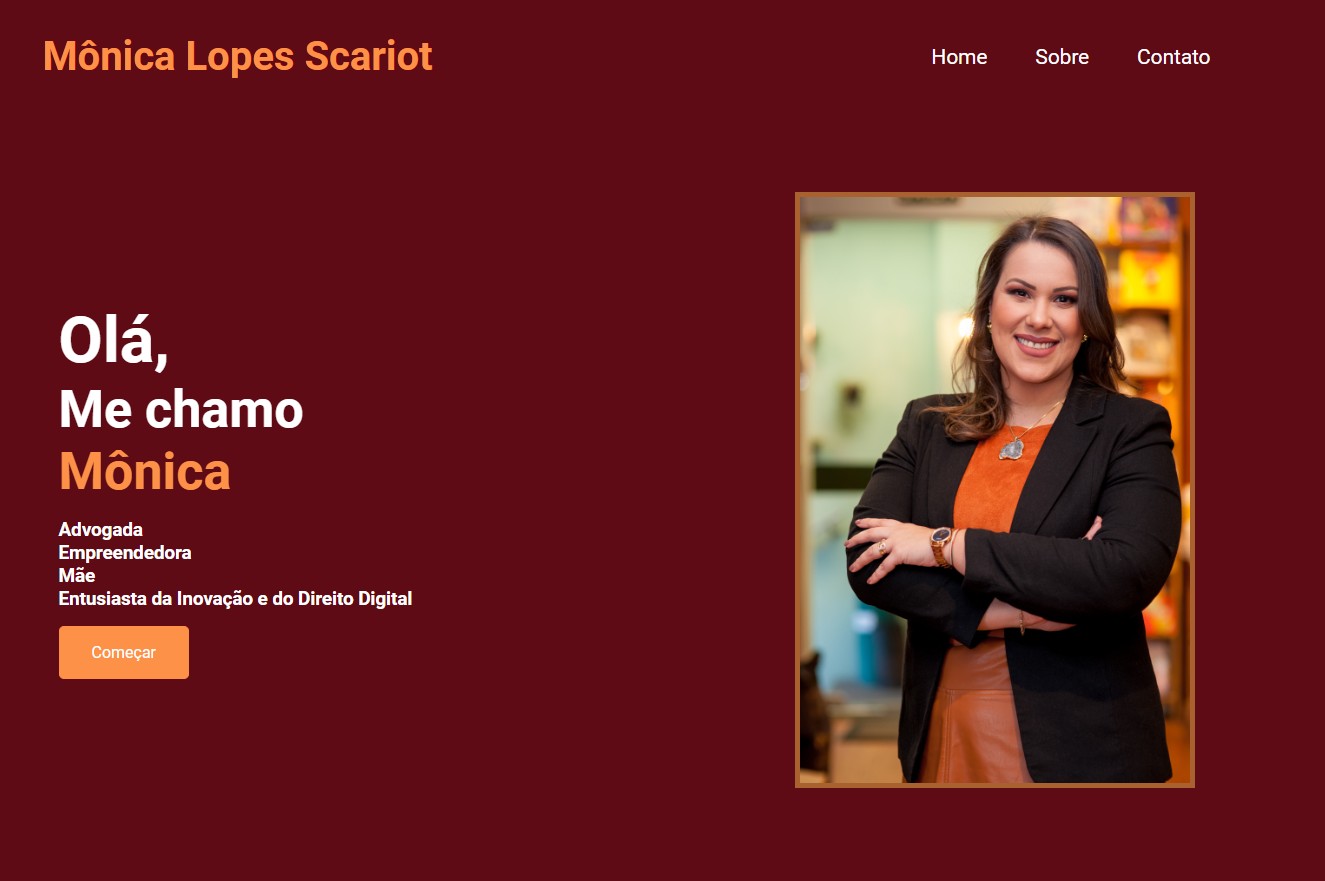 Mônica Lopes Scariot
Home Sobre Contato
Olá,
Me chamo
Mônica
Advogada
Empreendedora
Mãe
Entusiasta da Inovação e do Direito Digital
Começar